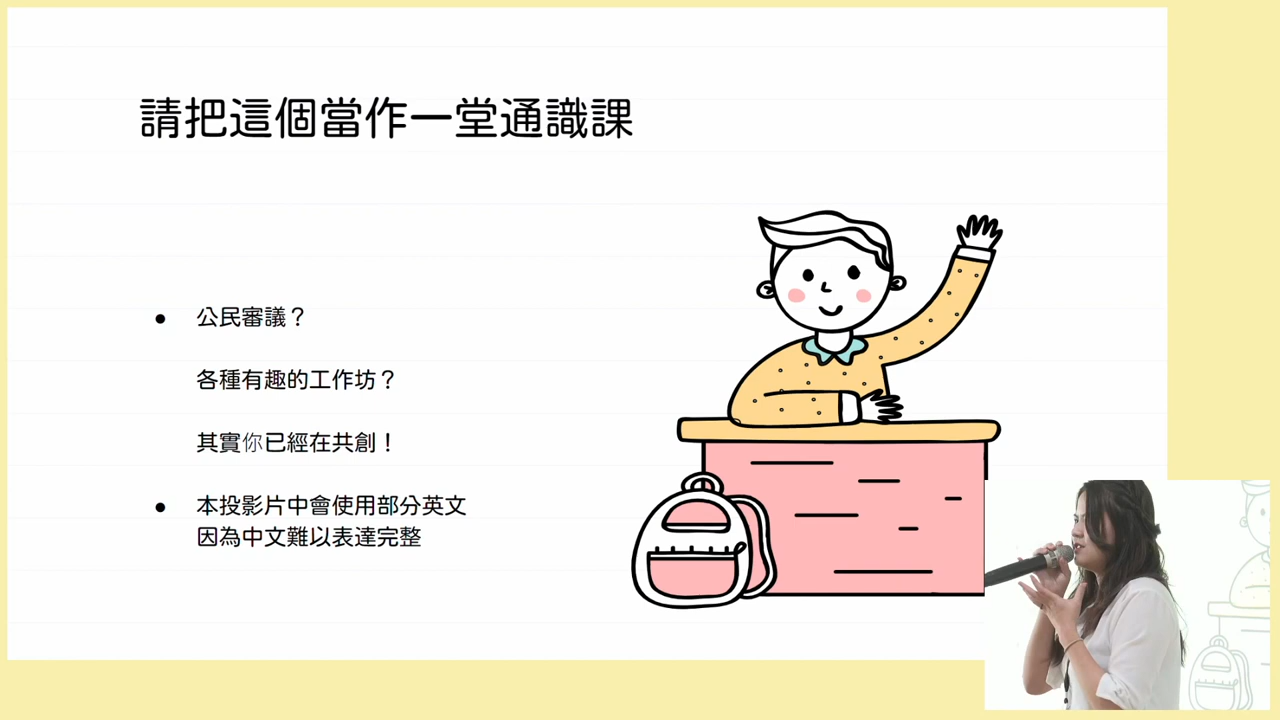 請把這個當作一堂通識課
● 公民審議？
各種有趣的工作坊？
其實你已經在共創！
● 本投影片中會使用部分英文
因為中文難以表達完整